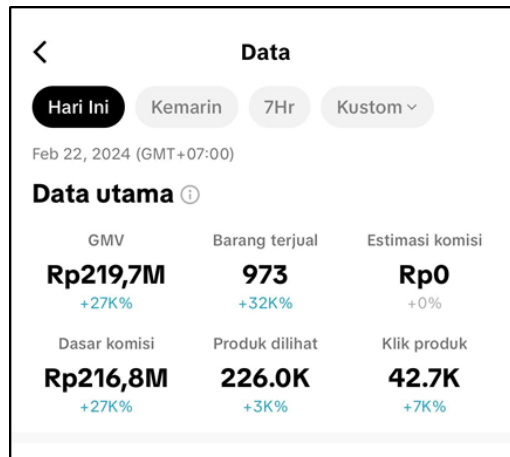 Data
Hari Ini Kemarin 7Hr Kustom
Feb 22, 2024 (GMT+07:00)
Data utama
GMV Barang terjual Estimasi komisi
Rp219,7M 973 Rp0
+27K% +32K% +0%
Dasar komisi Produk dilihat Klik produk
Rp216,8M 226.0K 42.7K
+27K% +3K% +7K%